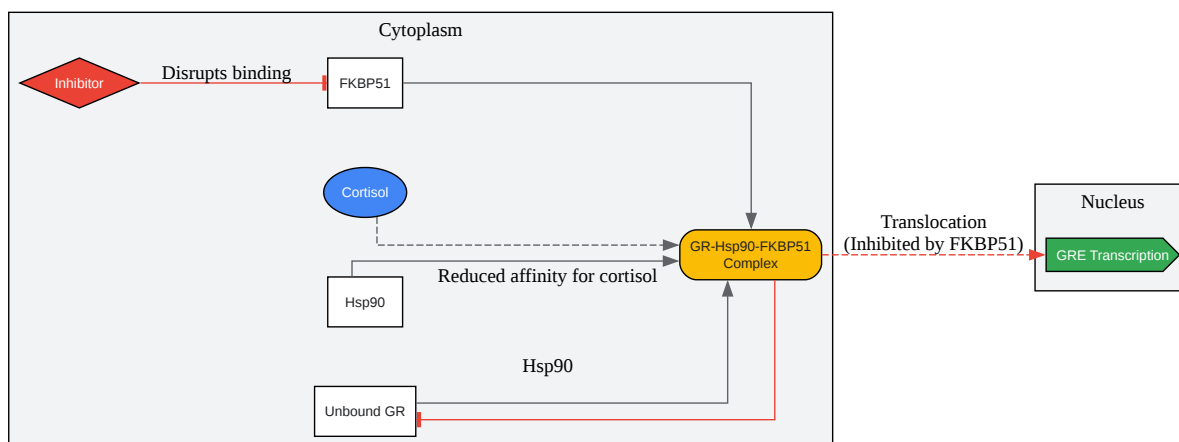 Cytoplasm
Inhibitor
Disrupts binding
FKBP51
Cortisol
Translocation
(Inhibited by FKBP51)
Nucleus
GR-Hsp90-FKBP51
Complex
GRE Transcription
Reduced affinity for cortisol
Hsp90
Hsp90
Unbound GR